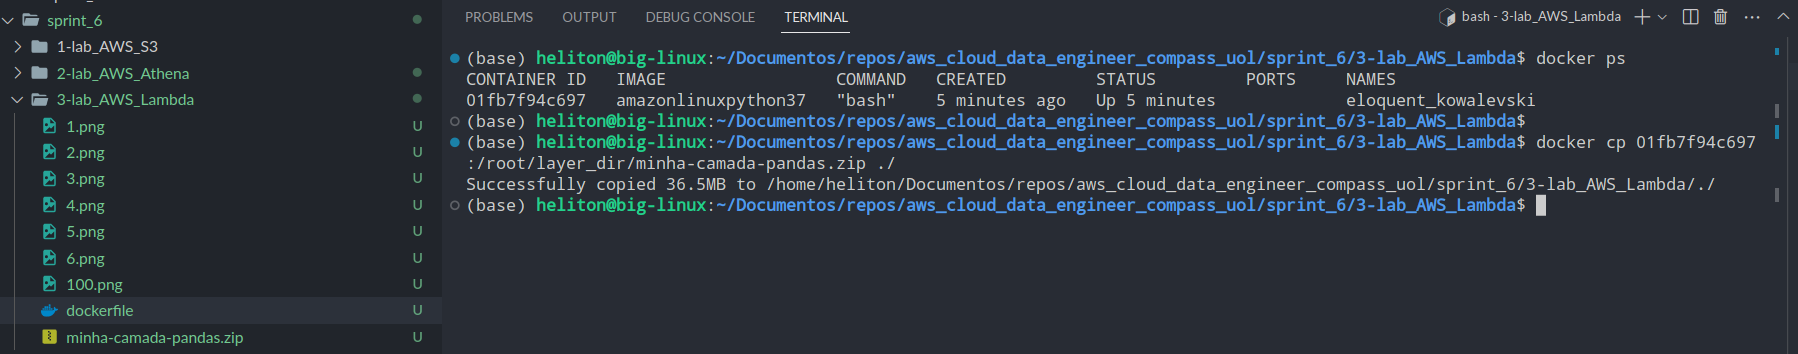 sprint_6
1-lab_AWS_S3
2-lab_AWS_Athena
3-lab_AWS_Lambda
1.png U
2.png U
3.png U
4.png U
5.png U
6.png U
100.png U
dockerfile U
minha-camada-pandas.zip U
PROBLEMS OUTPUT DEBUG CONSOLE TERMINAL bash - 3-lab_AWS_Lambda
(base) heliton@big-linux:~/Documentos/repos/aws_cloud_data_engineer_compass_uol/sprint_6/3-lab_AWS_Lambda$ docker ps
CONTAINER ID IMAGE COMMAND CREATED STATUS PORTS NAMES
01fb7f94c697 amazonlinuxpython37 "bash" 5 minutes ago Up 5 minutes eloquent_kowalevski
(base) heliton@big-linux:~/Documentos/repos/aws_cloud_data_engineer_compass_uol/sprint_6/3-lab_AWS_Lambda$
(base) heliton@big-linux:~/Documentos/repos/aws_cloud_data_engineer_compass_uol/sprint_6/3-lab_AWS_Lambda$ docker cp 01fb7f94c697
:/root/layer_dir/minha-camada-pandas.zip ./
Successfully copied 36.5MB to /home/heliton/Documentos/repos/aws_cloud_data_engineer_compass_uol/sprint_6/3-lab_AWS_Lambda/./
(base) heliton@big-linux:~/Documentos/repos/aws_cloud_data_engineer_compass_uol/sprint_6/3-lab_AWS_Lambda$